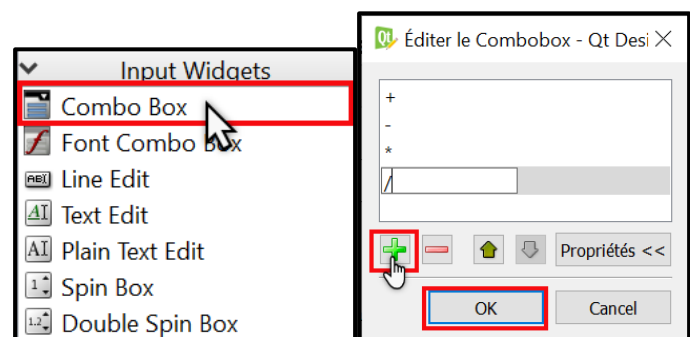 Input Widgets
Combo Box
Font Combo Box
Line Edit
Text Edit
Plain Text Edit
Spin Box
Double Spin Box
Éditer le Combobox - Qt Desi
+
-
*
/
Propriétés <<
OK
Cancel